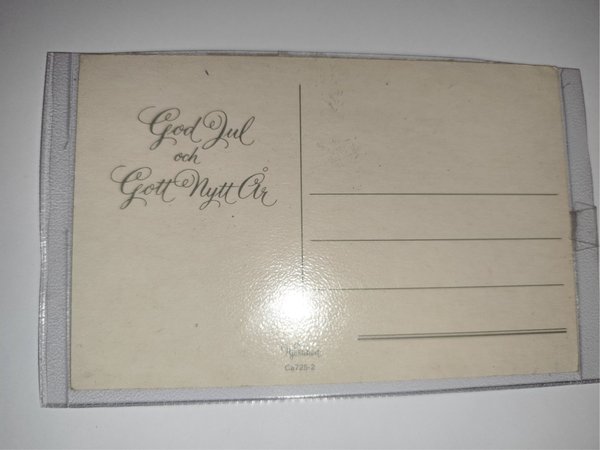 God Jul
och
Gott Nytt År
Ca725-2